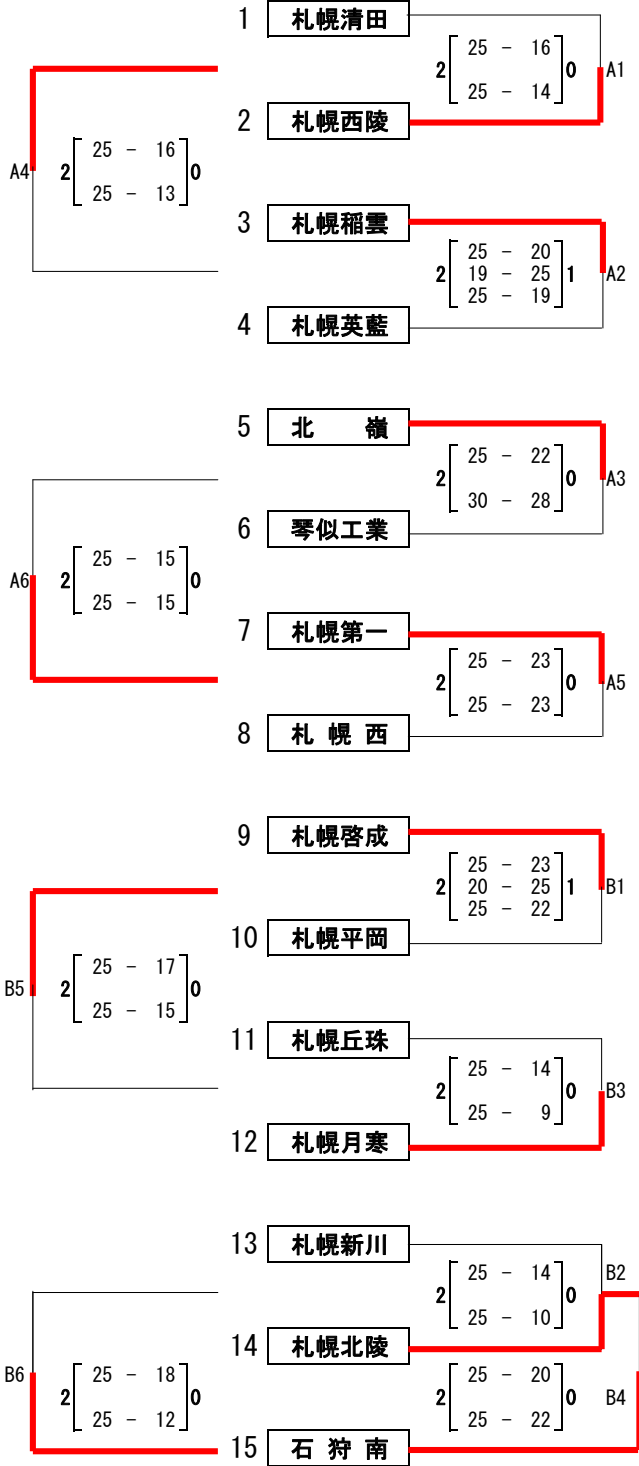 1 札幌清田
2 [ 25 - 16 ] 0 A1
25 - 14
2 札幌西陵
A4 2 [ 25 - 16 ] 0
25 - 13
3 札幌稲雲
25 - 20
2 [ 19 - 25 ] 1 A2
25 - 19
4 札幌英藍
5 北嶺
2 [ 25 - 22 ] 0 A3
30 - 28
6 琴似工業
A6 2 [ 25 - 15 ] 0
25 - 15
7 札幌第一
2 [ 25 - 23 ] 0 A5
25 - 23
8 札幌西
9 札幌啓成
25 - 23
2 [ 20 - 25 ] 1 B1
25 - 22
10 札幌平岡
B5 2 [ 25 - 17 ] 0
25 - 15
11 札幌丘珠
2 [ 25 - 14 ] 0 B3
25 - 9
12 札幌月寒
13 札幌新川
2 [ 25 - 14 ] 0 B2
25 - 10
14 札幌北陵
B6 2 [ 25 - 18 ] 0
25 - 12
2 [ 25 - 20 ] 0 B4
25 - 22
15 石狩南